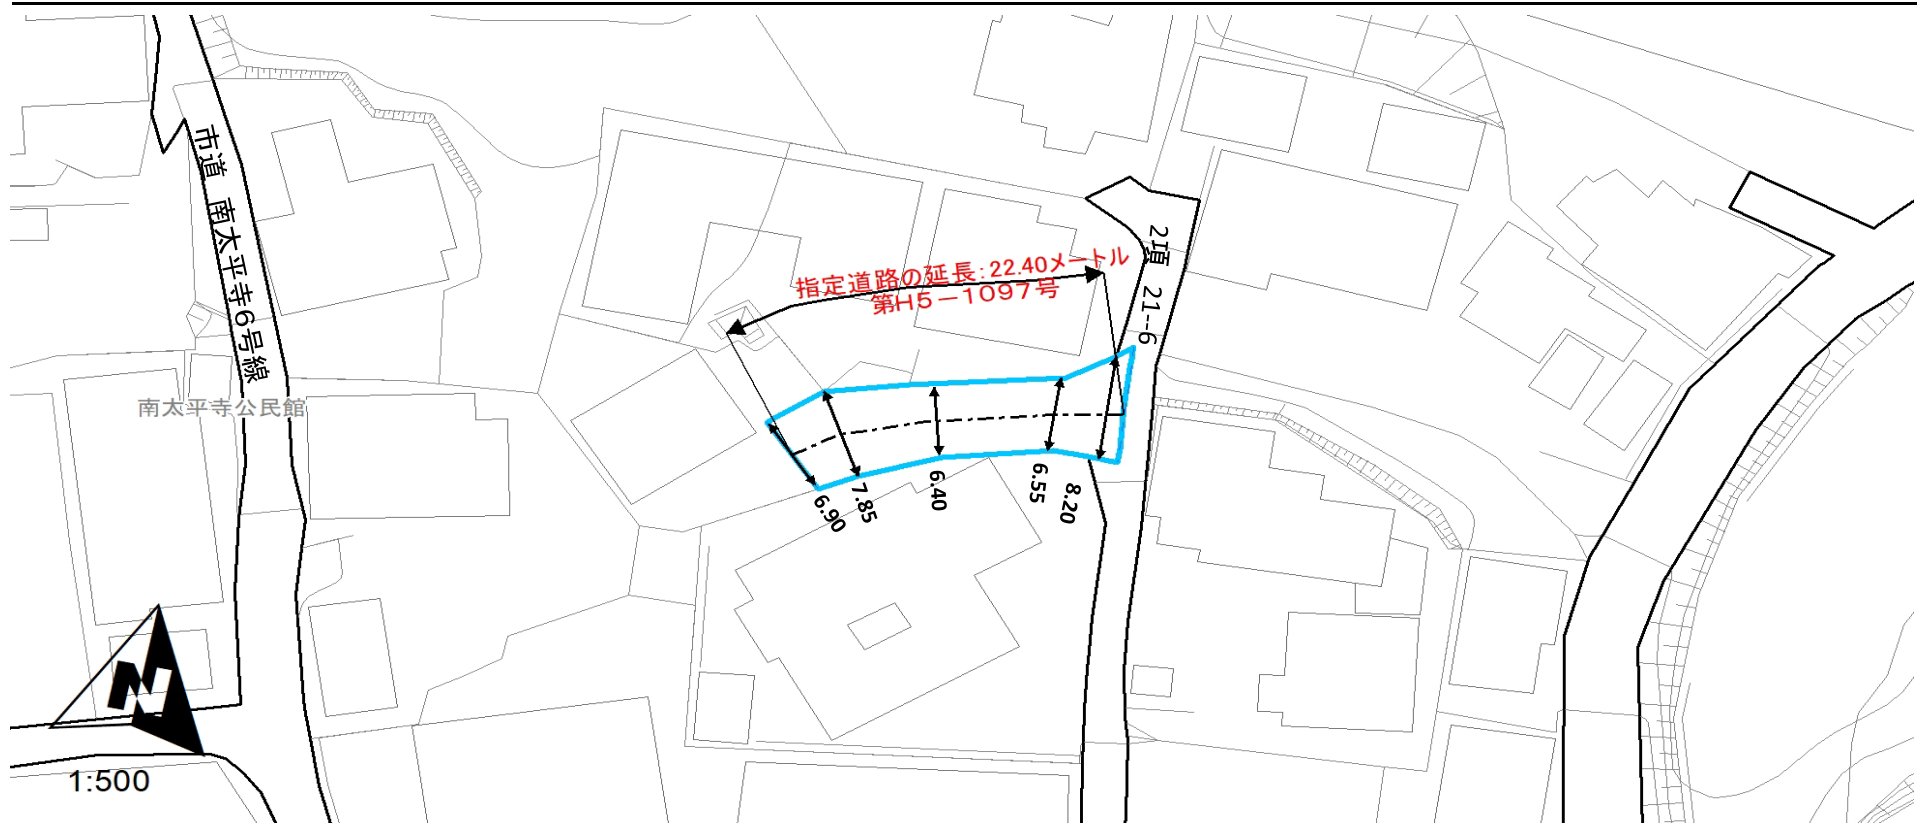 市道 南太平寺6号線
2項 21--6
指定道路の延長：22.40メートル
第H5－1097号
南太平寺公民館
6.90
7.85
6.40
6.55
8.20
N
1:500